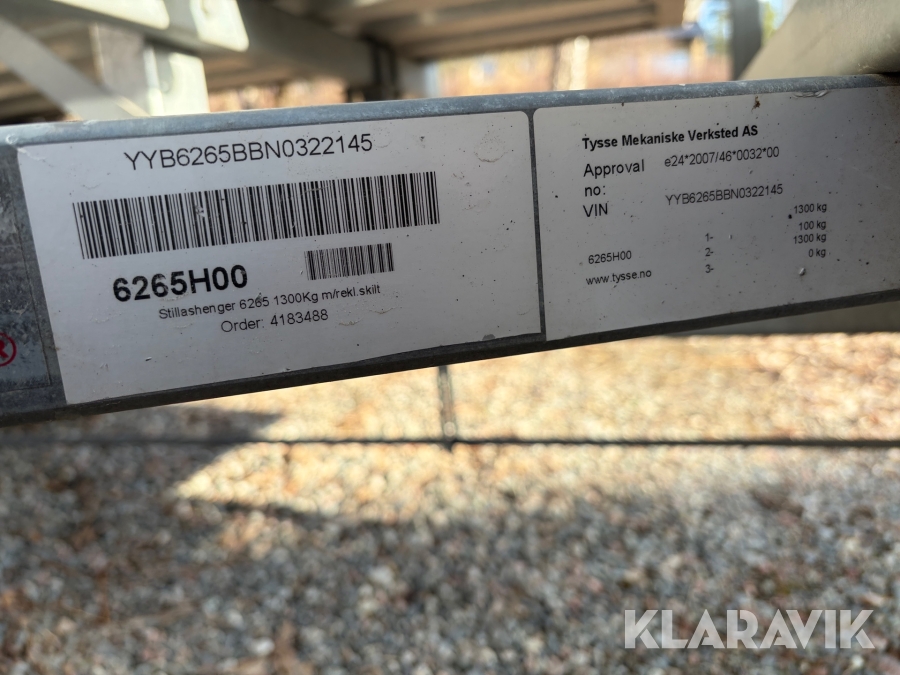 YYB6265BBN0322145
6265H00
Stillashenger 6265 1300Kg m/rekl.skilt
Order: 4183488
Tysse Mekaniske Verksted AS
Approval no: e24*2007/46*0032*00
VIN YYB6265BBN0322145
1300 kg
1- 100 kg
6265H00 2- 1300 kg
www.tysse.no 3- 0 kg
KLARAVIK